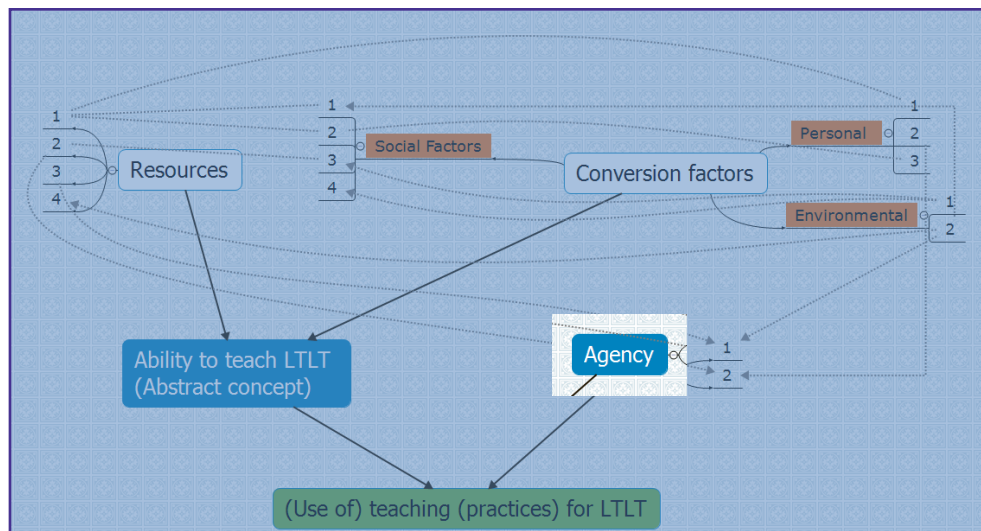 1
2
3
4
Resources
1
2
3
4
Social Factors
Conversion factors
Personal
1
2
3
Environmental
1
2
Ability to teach LTLT
(Abstract concept)
Agency
1
2
(Use of) teaching (practices) for LTLT